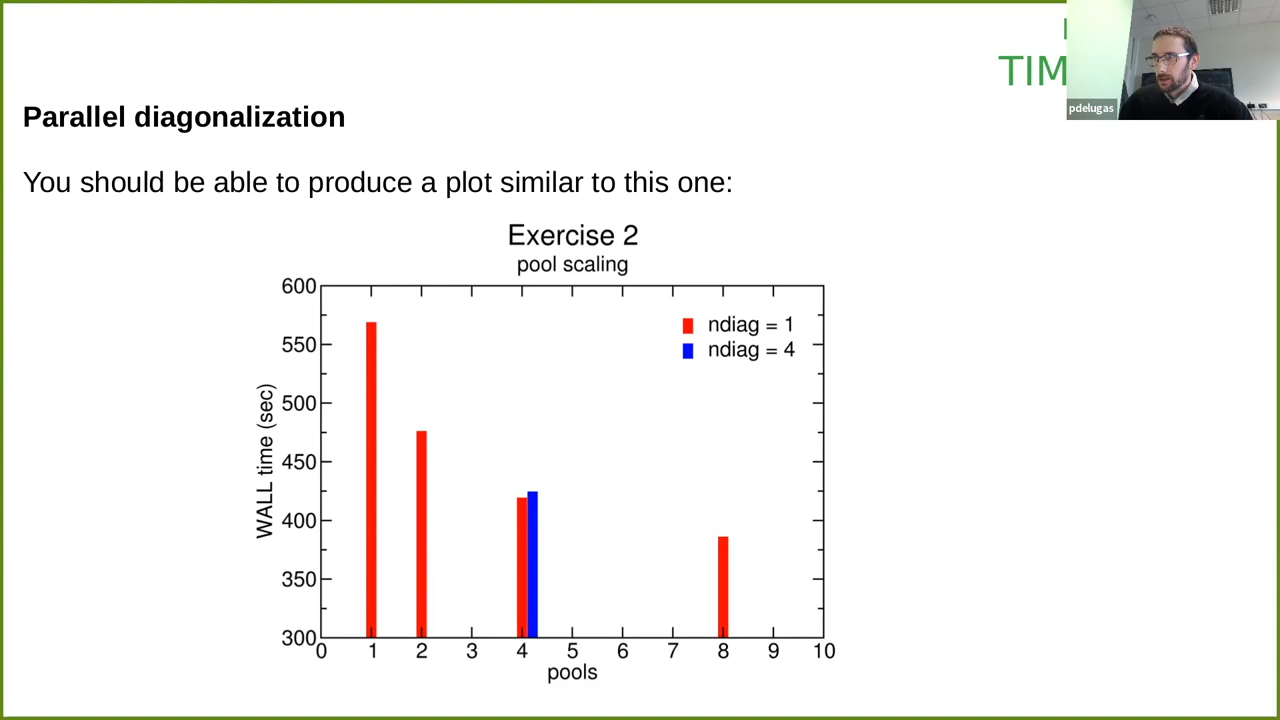 TIM
pdelugas
Parallel diagonalization
You should be able to produce a plot similar to this one:
Exercise 2
pool scaling
600
550
500
450
400
350
300
WALL time (sec)
ndiag = 1
ndiag = 4
0 1 2 3 4 5 6 7 8 9 10
pools